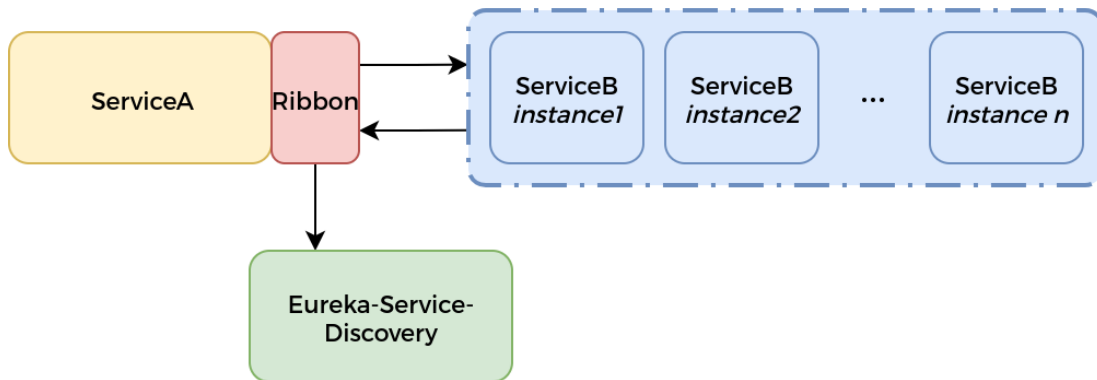 ServiceA
Ribbon
ServiceB
instance1
ServiceB
instance2
...
ServiceB
instance n
Eureka-Service-
Discovery